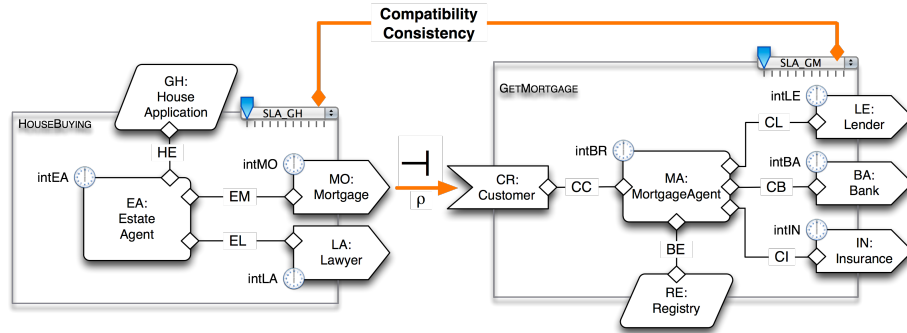 Compatibility
Consistency
SLA_GH
SLA_GM
GH:
House
Application
HOUSEBUYING
HE
intEA
EA:
Estate
Agent
EM
EL
intMO
MO:
Mortgage
LA:
Lawyer
intLA
ρ
GETMORTGAGE
CR:
Customer
CC
intBR
MA:
MortgageAgent
BE
RE:
Registry
CL
CB
CI
intLE
LE:
Lender
intBA
BA:
Bank
intIN
IN:
Insurance